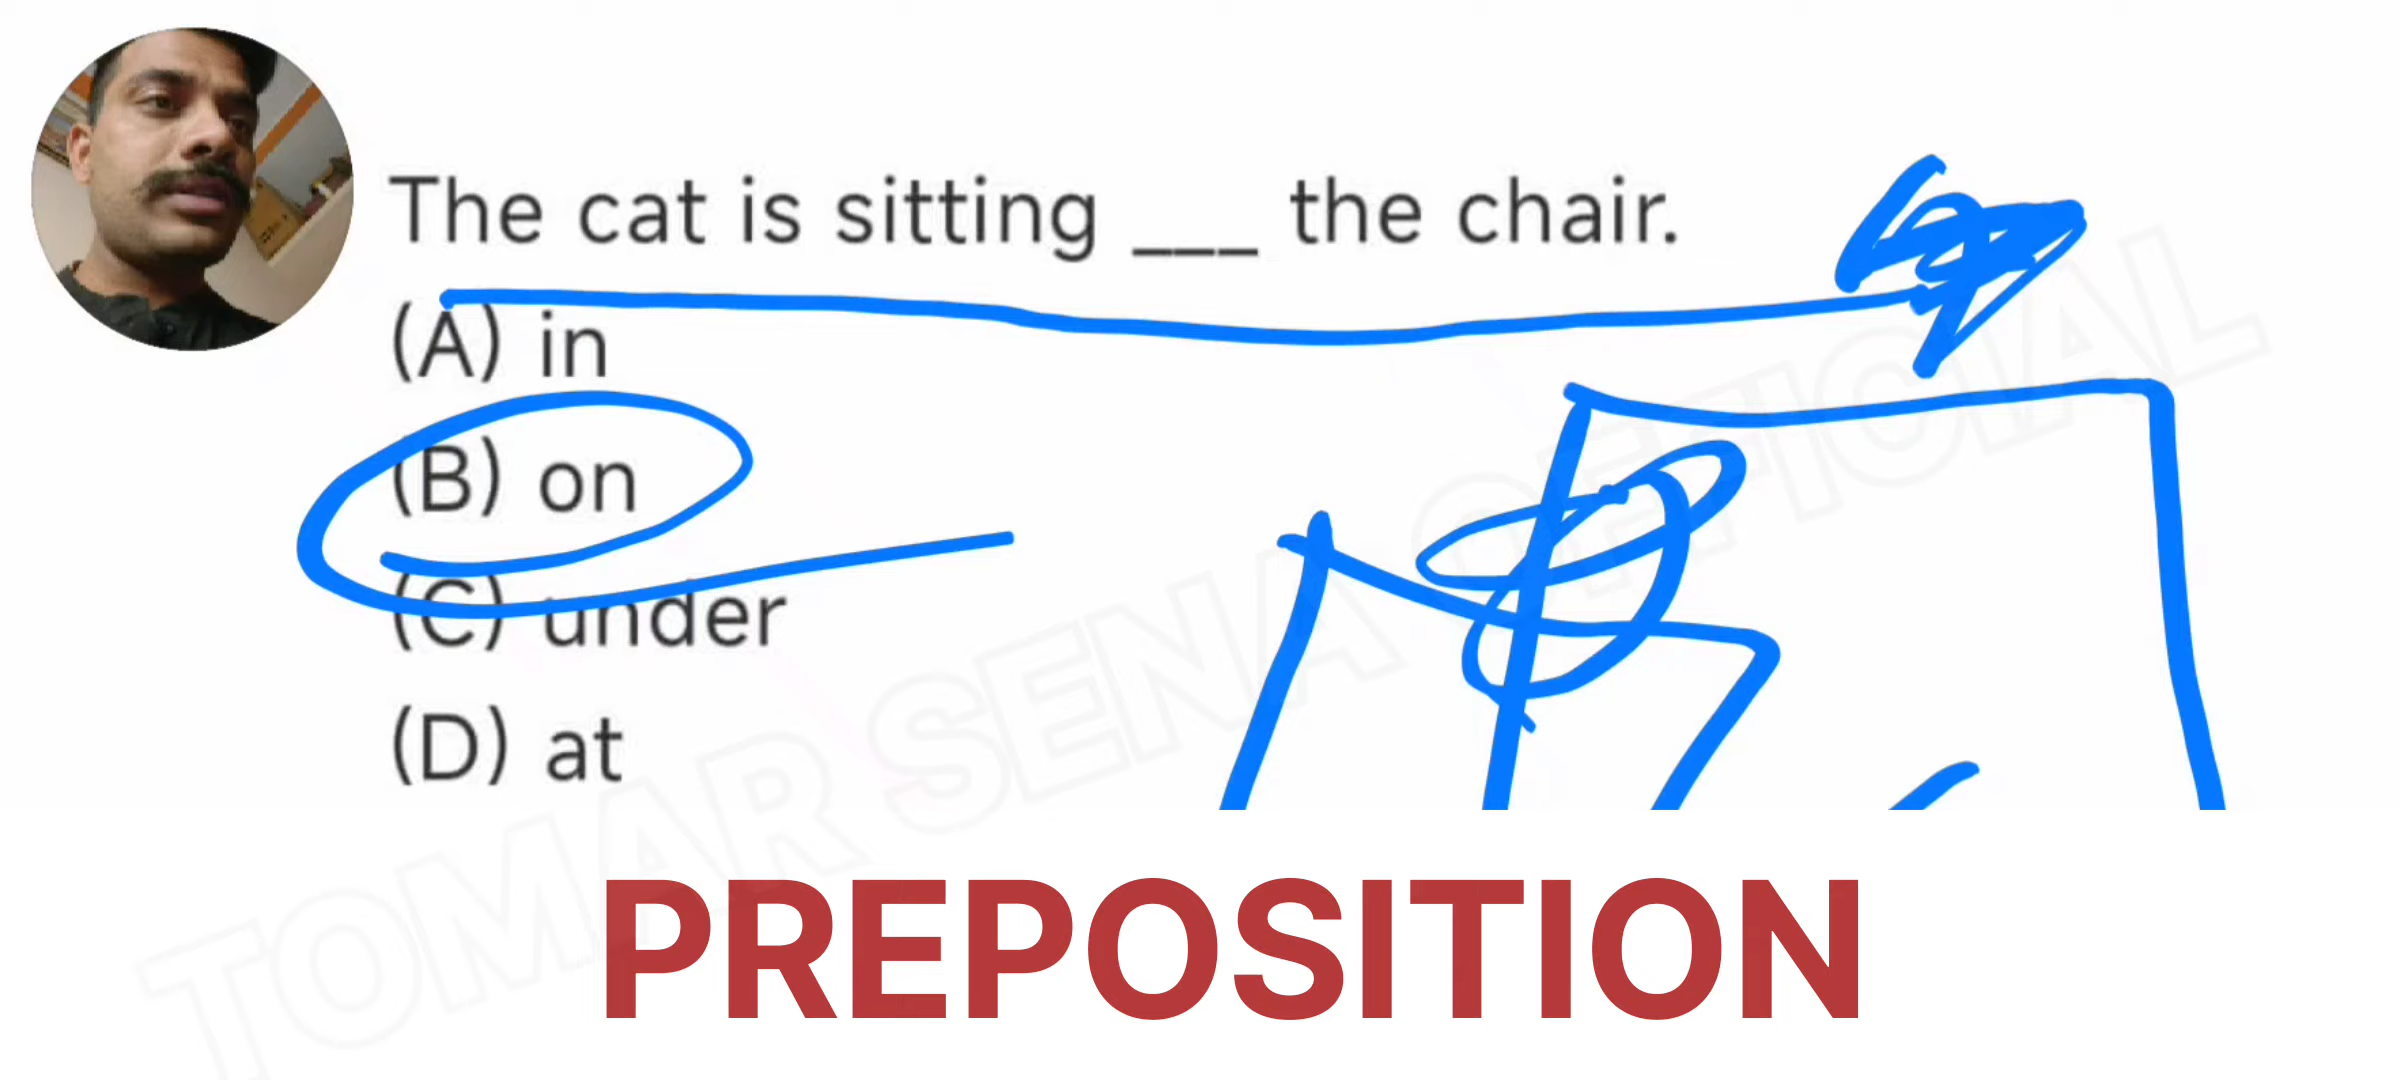 The cat is sitting ___ the chair.
(A) in
(B) on
(C) under
(D) at
TOMAR SENA OFFICIAL
PREPOSITION